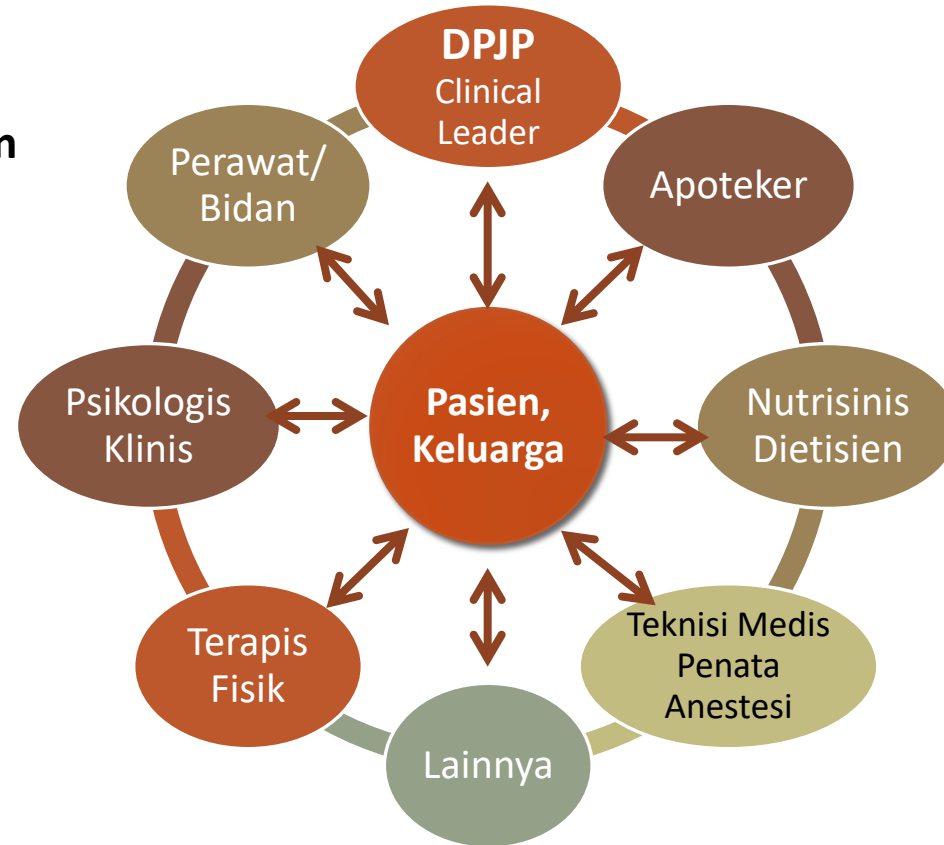 DPJP
Clinical
Leader
Perawat/
Bidan
Apoteker
Psikologis
Klinis
Pasien,
Keluarga
Nutrisinis
Dietisien
Terapis
Fisik
Teknisi Medis
Penata
Anestesi
Lainnya